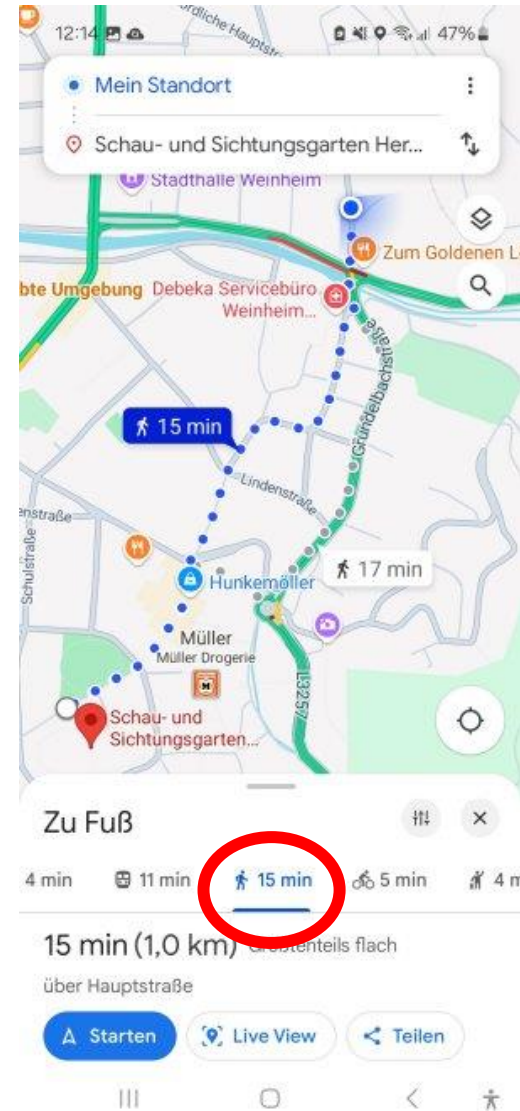 12:14
47%
Nördliche Hauptstr.
Mein Standort
Schau- und Sichtungsgarten Her...
Stadthalle Weinheim
Zum Goldenen L
bte Umgebung
Debeka Servicebüro
Weinheim...
Grundelbachstraße
15 min
Lindenstraße
enstraße
Schulstraße
17 min
Hunkemöller
Müller
Müller Drogerie
M
L3257
Schau- und
Sichtungsgarten...
Zu Fuß
4 min 11 min 15 min 5 min 4 m
15 min (1,0 km) Größtenteils flach
über Hauptstraße
Starten Live View Teilen